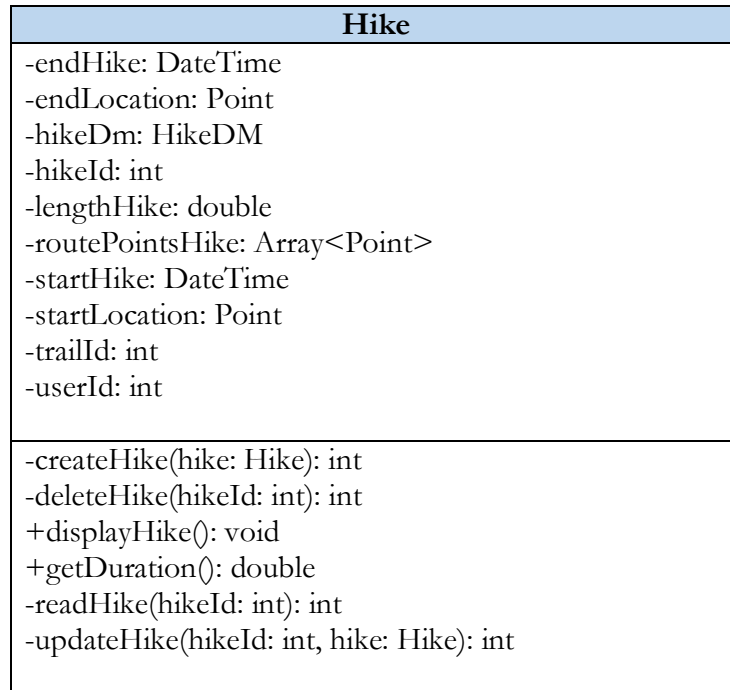 Hike
-endHike: DateTime
-endLocation: Point
-hikeDm: HikeDM
-hikeId: int
-lengthHike: double
-routePointsHike: Array<Point>
-startHike: DateTime
-startLocation: Point
-trailId: int
-userId: int
-createHike(hike: Hike): int
-deleteHike(hikeId: int): int
+displayHike(): void
+getDuration(): double
-readHike(hikeId: int): int
-updateHike(hikeId: int, hike: Hike): int